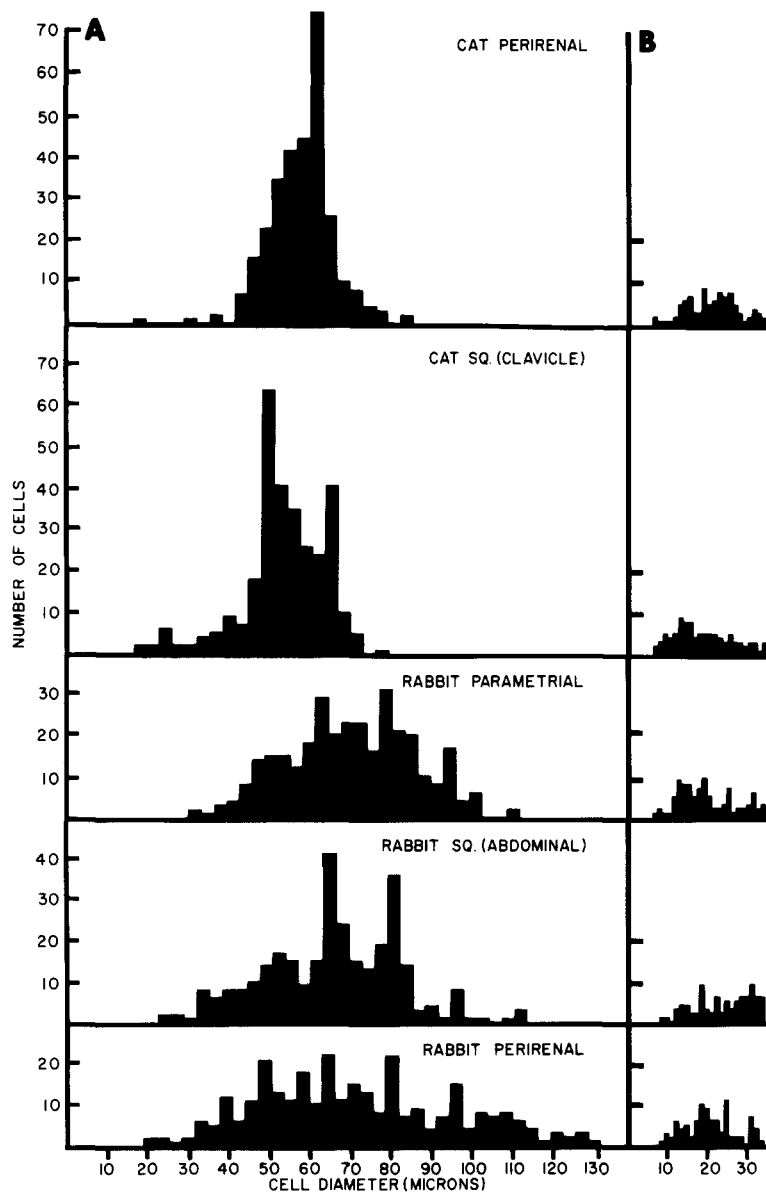 A
B
CAT PERIRENAL
70
60
50
40
30
20
10
CAT SQ. (CLAVICLE)
70
60
50
40
30
20
10
NUMBER OF CELLS
RABBIT PARAMETRIAL
30
20
10
RABBIT SQ. (ABDOMINAL)
40
30
20
10
RABBIT PERIRENAL
20
10
10 20 30 40 50 60 70 80 90 100 110 120 130 10 20 30
CELL DIAMETER (MICRONS)